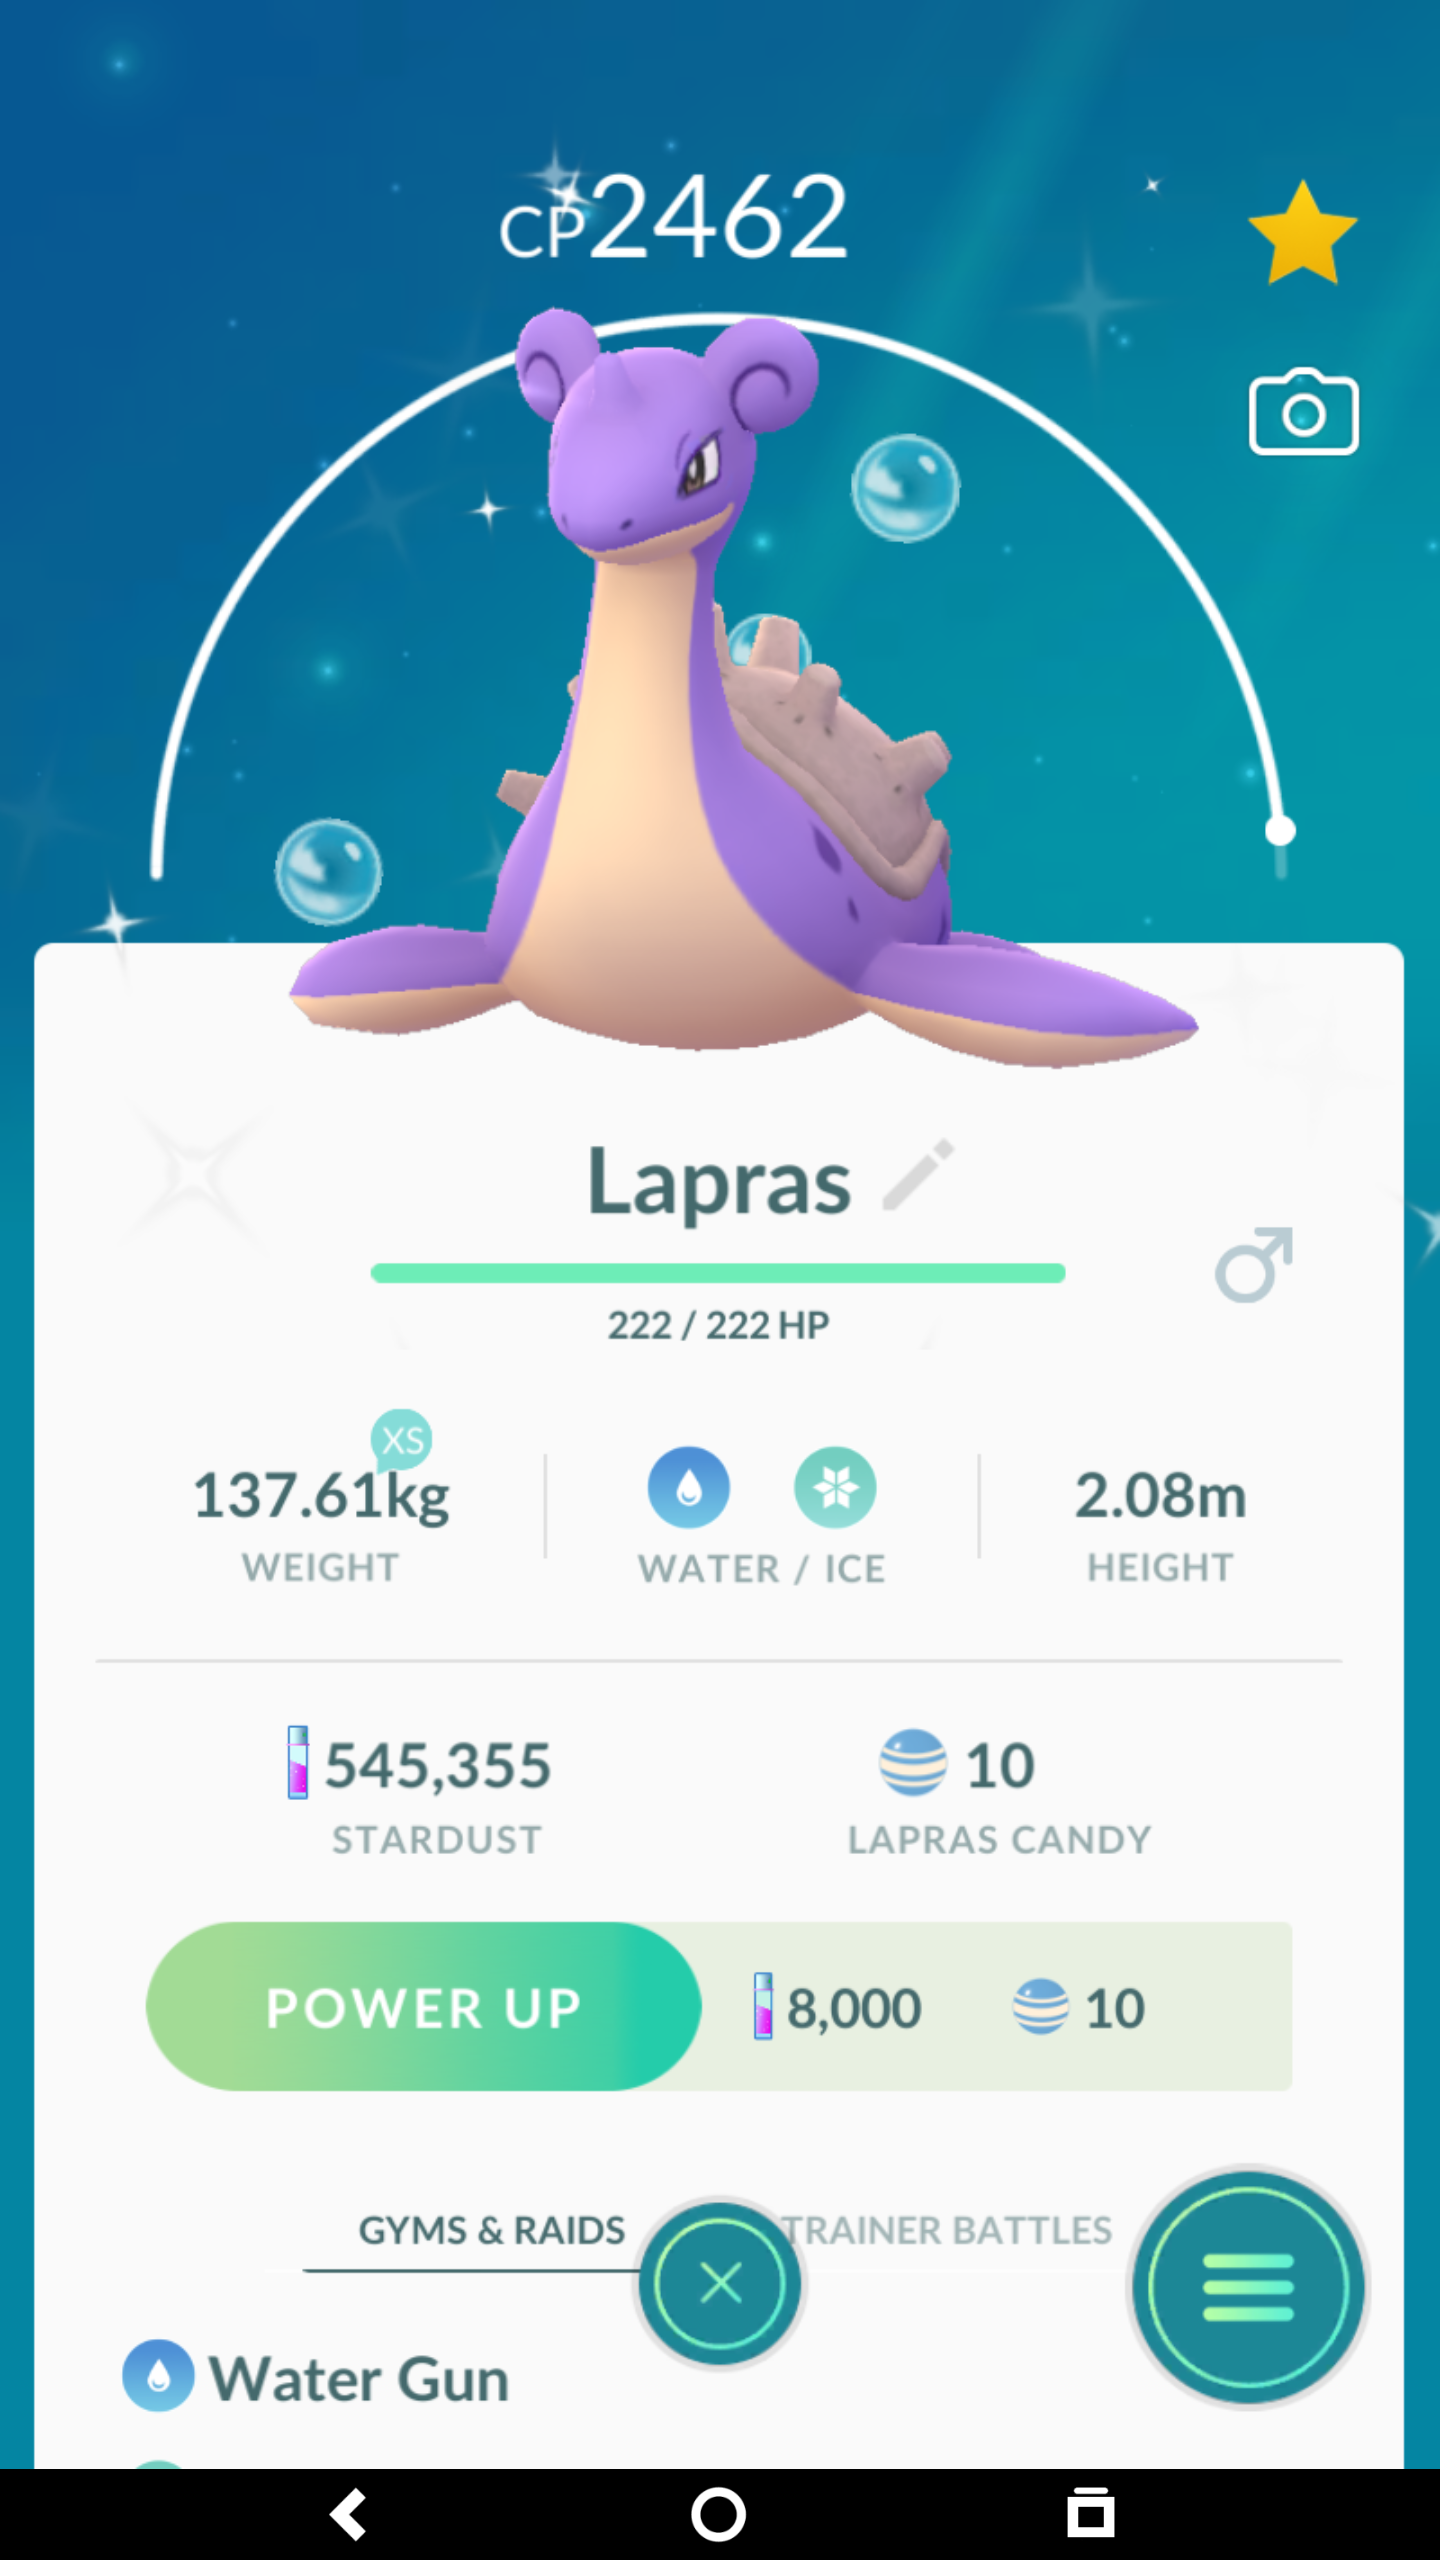 CP2462
Lapras
222 / 222 HP
XS
137.61kg
WEIGHT
WATER / ICE
2.08m
HEIGHT
545,355
STARDUST
10
LAPRAS CANDY
POWER UP
8,000
10
GYMS & RAIDS
TRAINER BATTLES
Water Gun